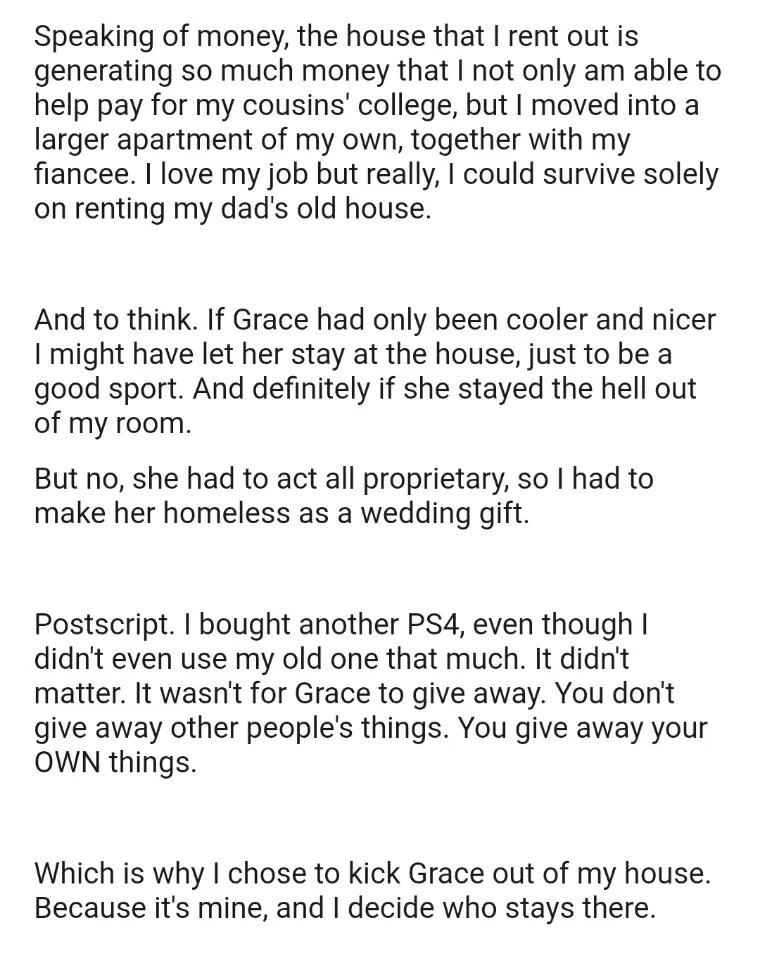 Speaking of money, the house that I rent out is
generating so much money that I not only am able to
help pay for my cousins' college, but I moved into a
larger apartment of my own, together with my
fiancee. I love my job but really, I could survive solely
on renting my dad's old house.
And to think. If Grace had only been cooler and nicer
I might have let her stay at the house, just to be a
good sport. And definitely if she stayed the hell out
of my room.
But no, she had to act all proprietary, so I had to
make her homeless as a wedding gift.
Postscript. I bought another PS4, even though I
didn't even use my old one that much. It didn't
matter. It wasn't for Grace to give away. You don't
give away other people's things. You give away your
OWN things.
Which is why I chose to kick Grace out of my house.
Because it's mine, and I decide who stays there.